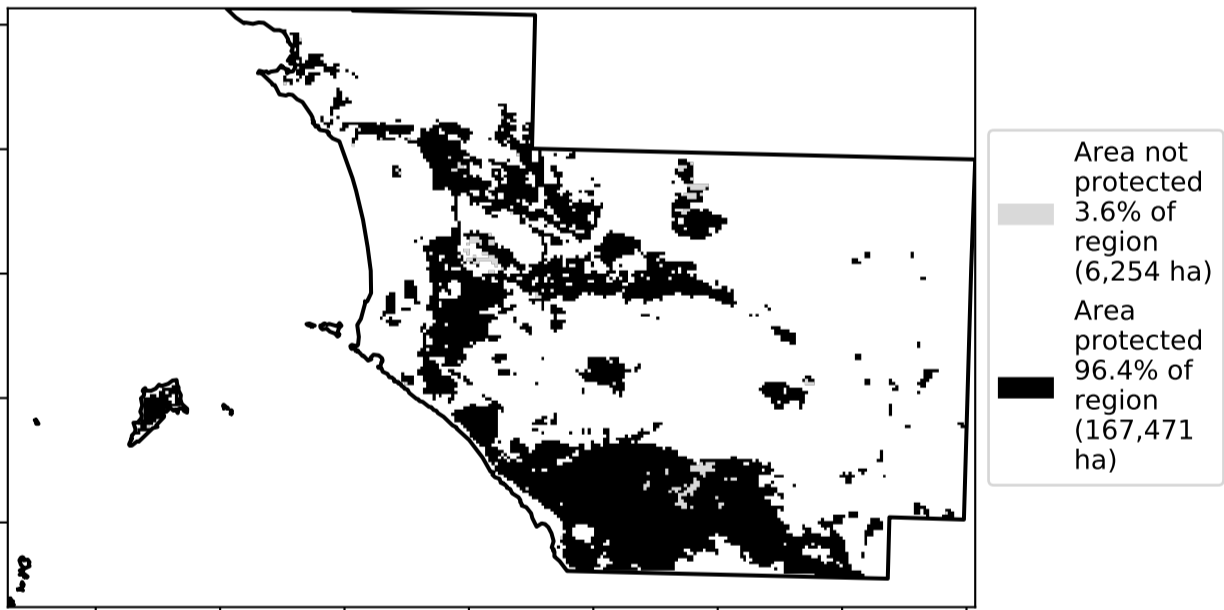 Area not
protected
3.6% of
region
(6,254 ha)
Area
protected
96.4% of
region
(167,471
ha)